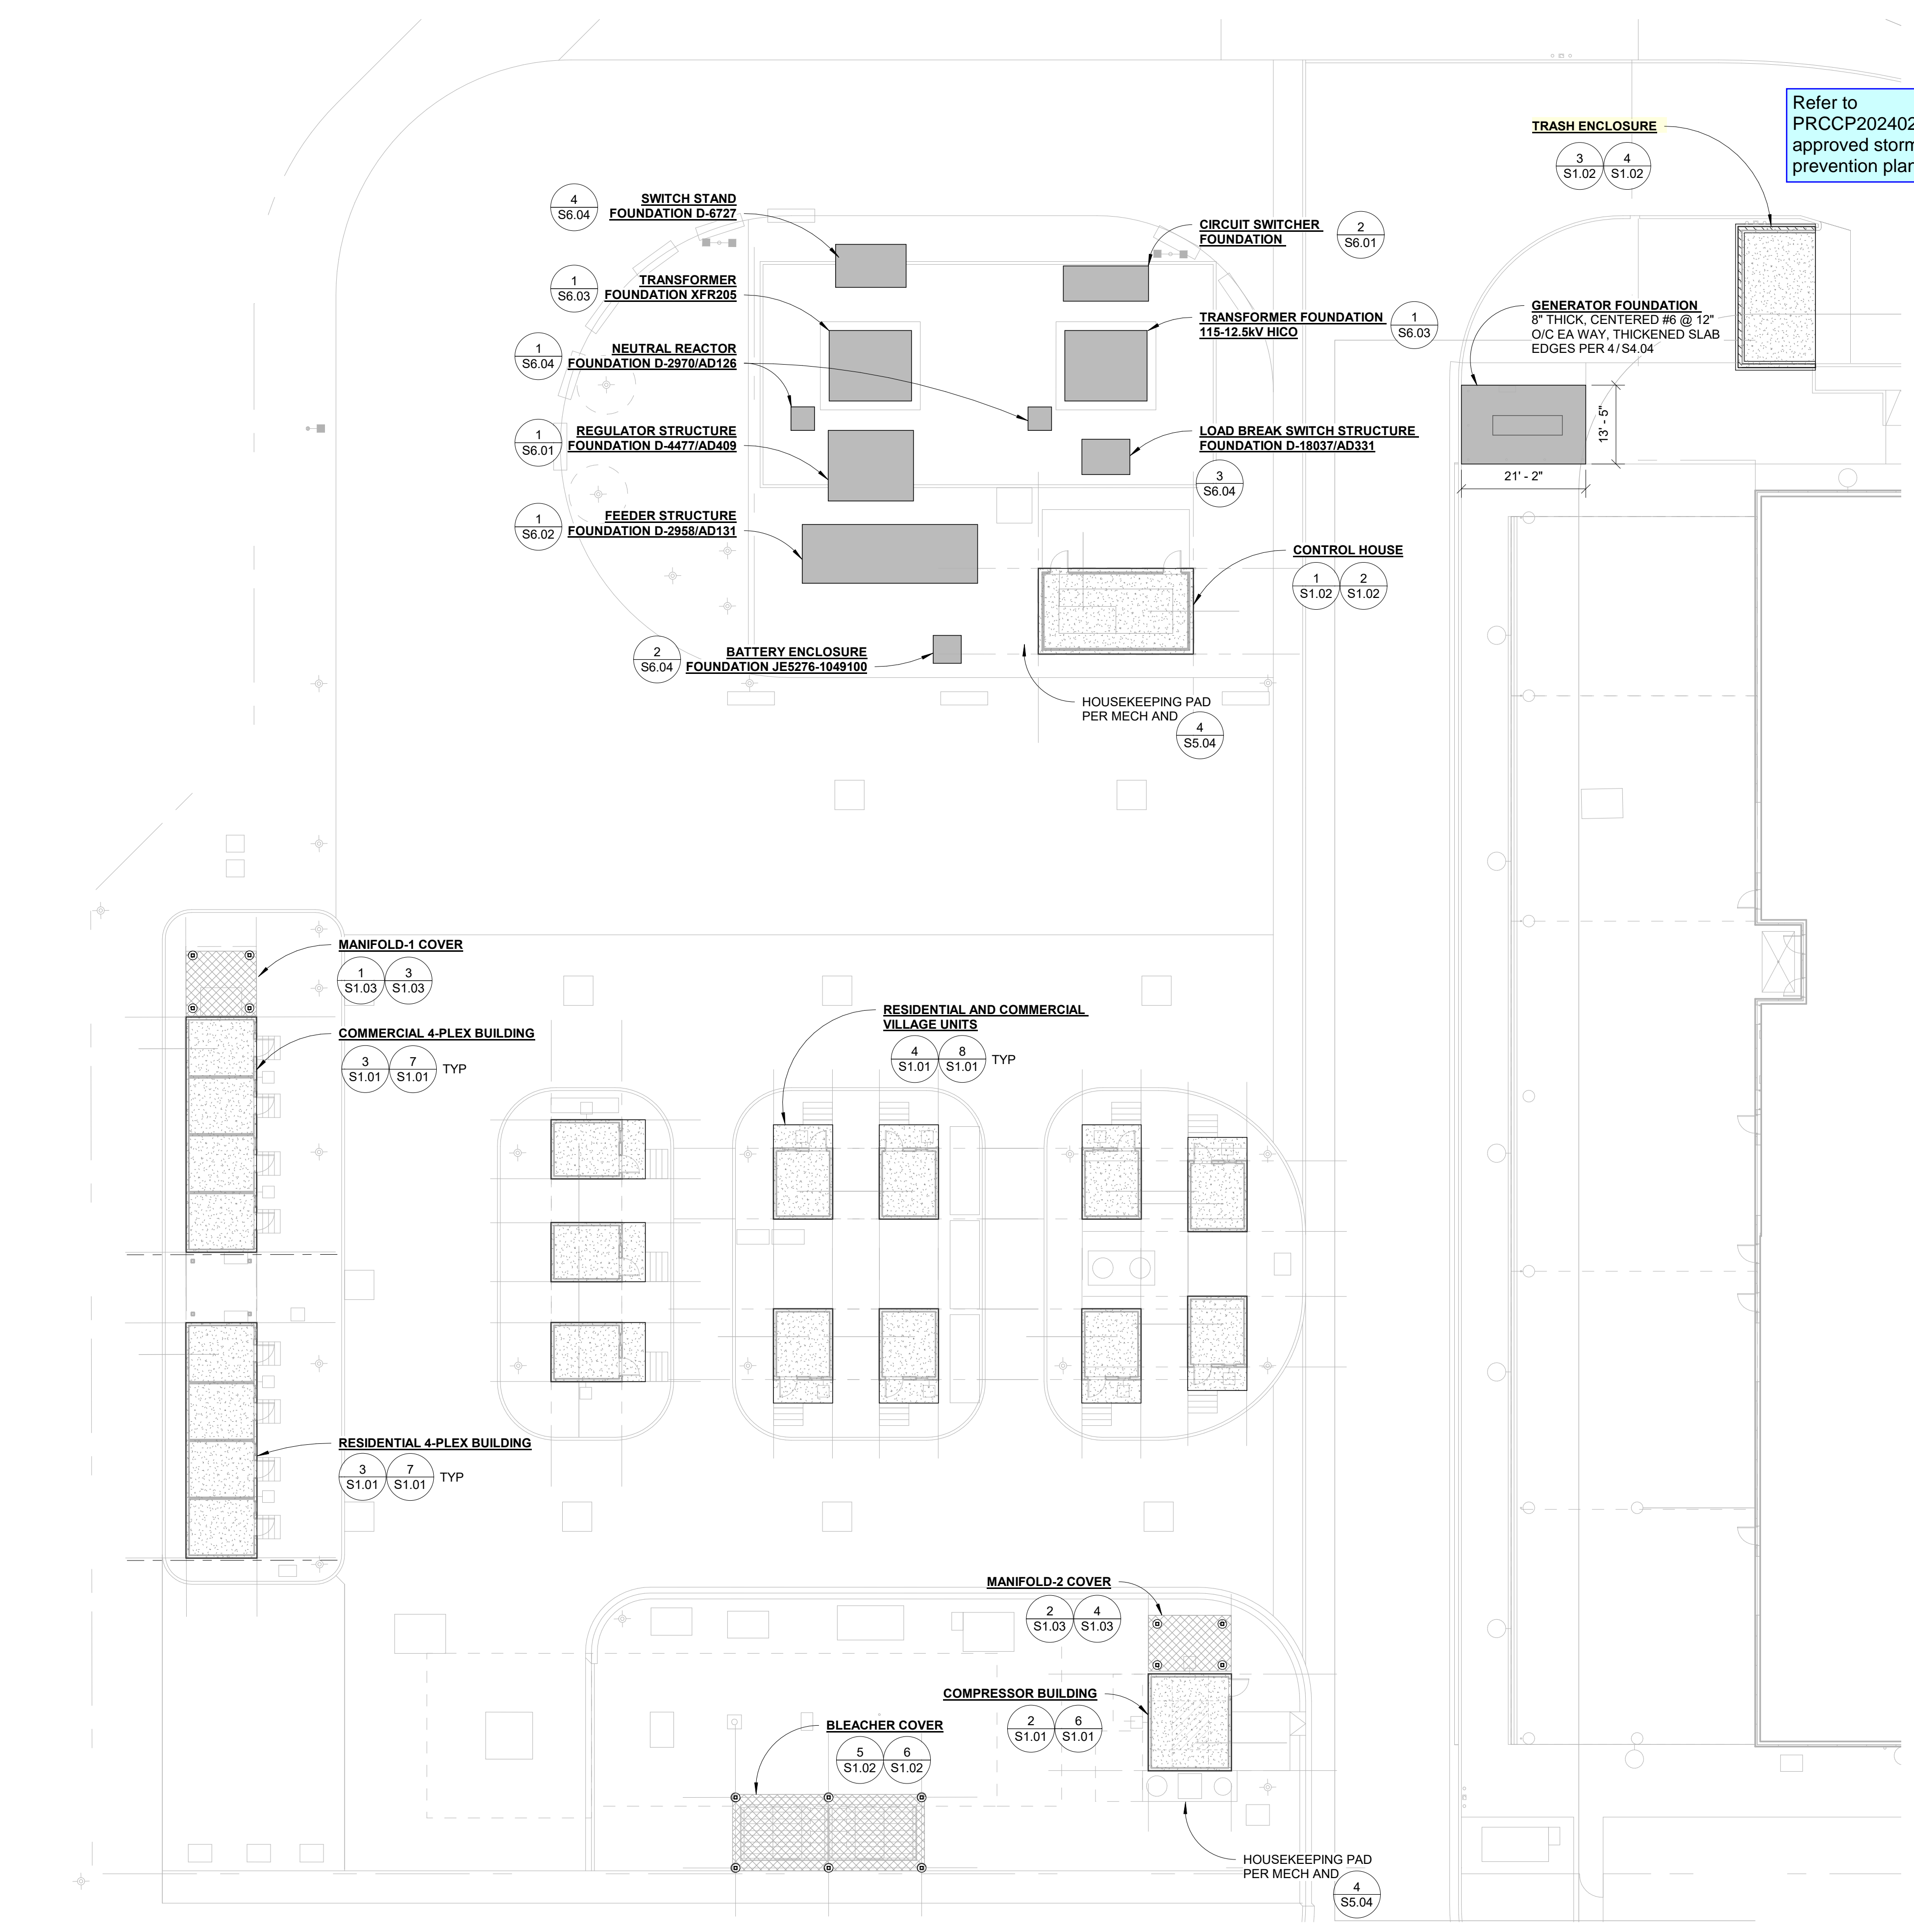 Refer to
approved storm
prevention plan
TRASH ENCLOSURE
3
S1.02
4
S1.02
4
S6.04
SWITCH STAND
FOUNDATION D-6727
CIRCUIT SWITCHER
FOUNDATION
2
S6.01
1
S6.03
TRANSFORMER
FOUNDATION XFR205
TRANSFORMER FOUNDATION
115-12.5kV HICO
1
S6.03
GENERATOR FOUNDATION
8" THICK, CENTERED #6 @ 12"
O/C EA WAY, THICKENED SLAB
EDGES PER 4/S4.04
1
S6.04
NEUTRAL REACTOR
FOUNDATION D-2970/AD126
13' - 5"
21' - 2"
1
S6.01
REGULATOR STRUCTURE
FOUNDATION D-4477/AD409
LOAD BREAK SWITCH STRUCTURE
FOUNDATION D-18037/AD331
3
S6.04
1
S6.02
FEEDER STRUCTURE
FOUNDATION D-2958/AD131
CONTROL HOUSE
1
S1.02
2
S1.02
2
S6.04
BATTERY ENCLOSURE
FOUNDATION JE5276-1049100
HOUSEKEEPING PAD
PER MECH AND
4
S5.04
MANIFOLD-1 COVER
1
S1.03
3
S1.03
COMMERCIAL 4-PLEX BUILDING
3
S1.01
7
S1.01
TYP
RESIDENTIAL AND COMMERCIAL
VILLAGE UNITS
4
S1.01
8
S1.01
TYP
RESIDENTIAL 4-PLEX BUILDING
3
S1.01
7
S1.01
TYP
MANIFOLD-2 COVER
2
S1.03
4
S1.03
COMPRESSOR BUILDING
2
S1.01
6
S1.01
BLEACHER COVER
5
S1.02
6
S1.02
HOUSEKEEPING PAD
PER MECH AND
4
S5.04